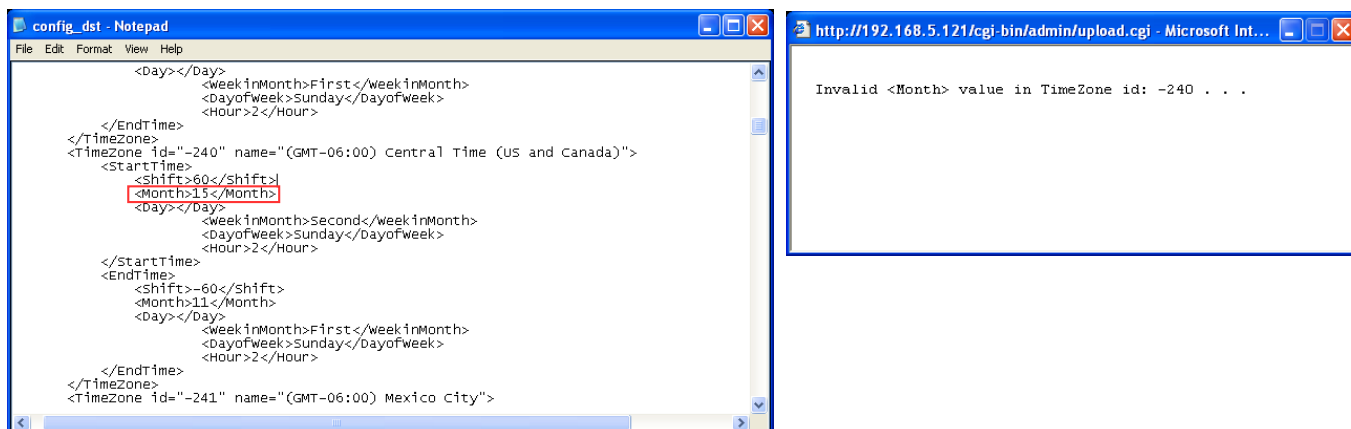 config_dst - Notepad
File Edit Format View Help
<Day></Day>
<WeekinMonth>First</WeekinMonth>
<DayofWeek>Sunday</DayofWeek>
<Hour>2</Hour>
</EndTime>
</TimeZone>
<TimeZone id="-240" name="(GMT-06:00) Central Time (US and Canada)">
<StartTime>
<Shift>60</Shift>
<Month>15</Month>
<Day></Day>
<WeekinMonth>Second</WeekinMonth>
<DayofWeek>Sunday</DayofWeek>
<Hour>2</Hour>
</StartTime>
<EndTime>
<Shift>-60</Shift>
<Month>11</Month>
<Day></Day>
<WeekinMonth>First</WeekinMonth>
<DayofWeek>Sunday</DayofWeek>
<Hour>2</Hour>
</EndTime>
</TimeZone>
<TimeZone id="-241" name="(GMT-06:00) Mexico City">
http://192.168.5.121/cgi-bin/admin/upload.cgi - Microsoft Int...
Invalid <Month> value in TimeZone id: -240 . . .